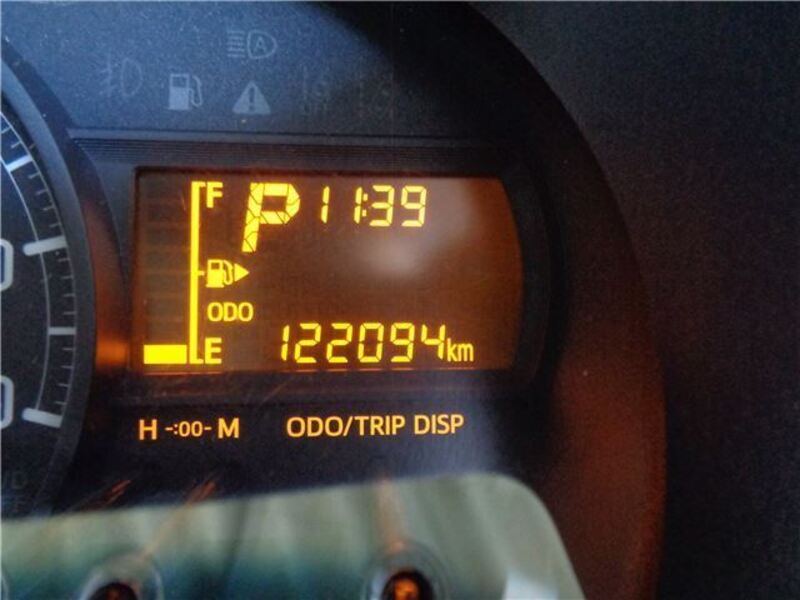 A
F
P 11:39
ODO
E 122094km
H -:00- M ODO/TRIP DISP